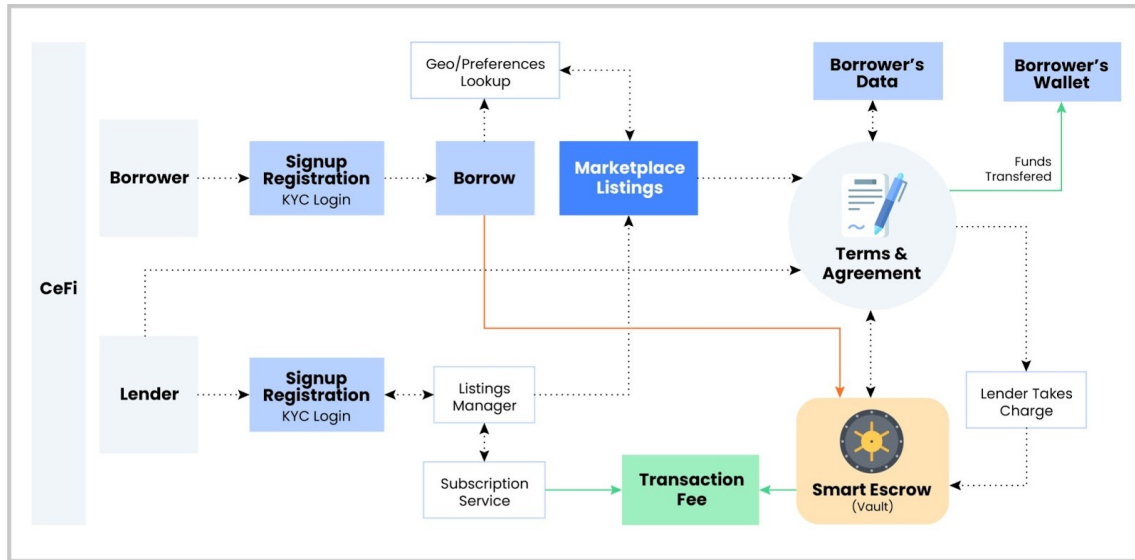 CeFi
Borrower
Signup
Registration
KYC Login
Geo/Preferences
Lookup
Borrow
Marketplace
Listings
Borrower's
Data
Borrower's
Wallet
Funds
Transfered
Terms &
Agreement
Lender
Signup
Registration
KYC Login
Listings
Manager
Subscription
Service
Transaction
Fee
Smart Escrow
(Vault)
Lender Takes
Charge